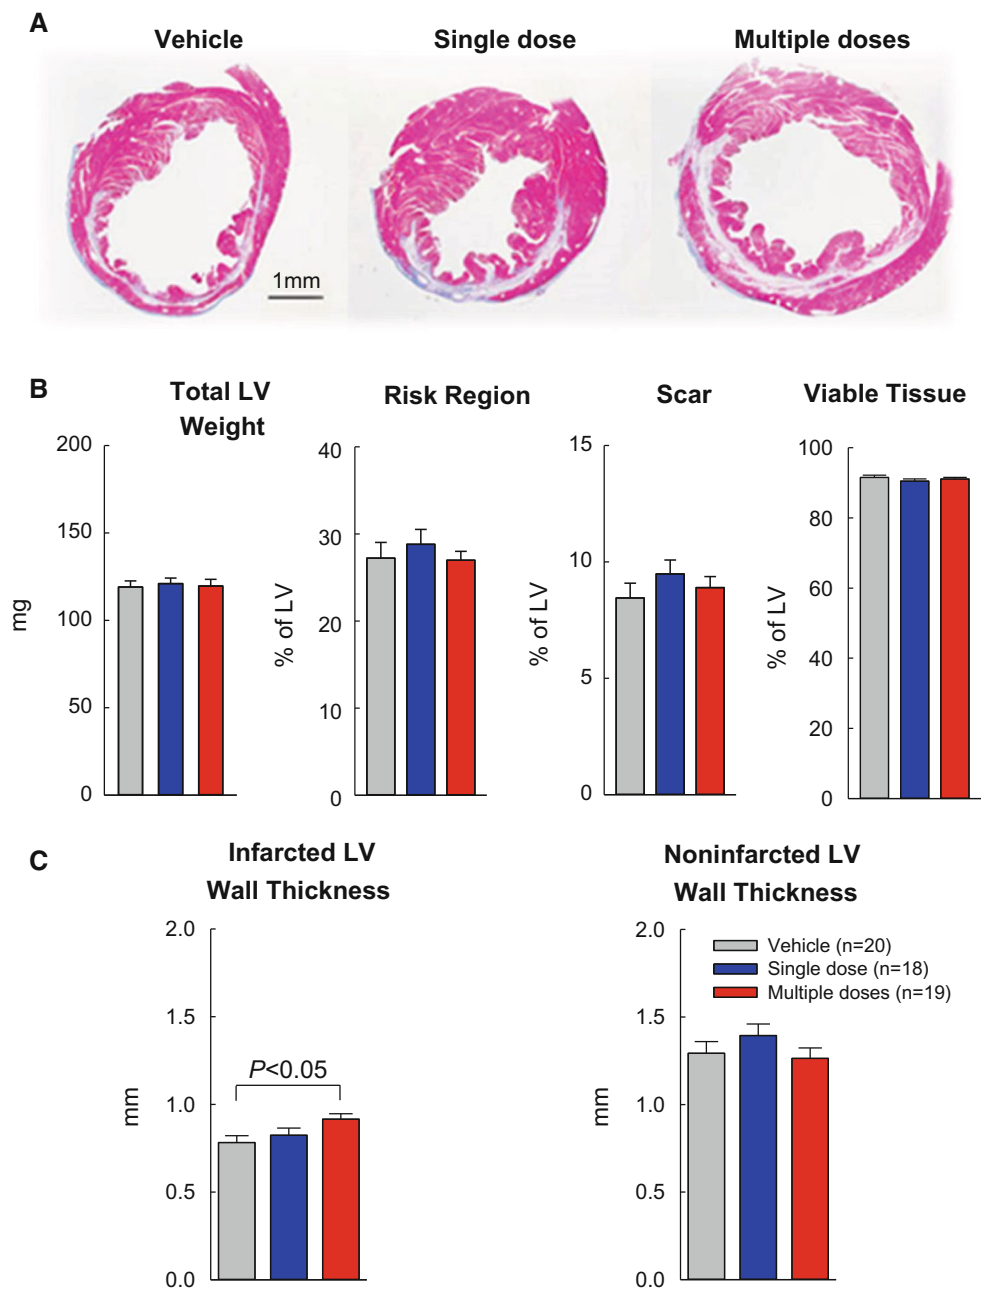 A
Vehicle
Single dose
Multiple doses
1mm
B
Total LV
Weight
Risk Region
Scar
Viable Tissue
mg
200
150
100
50
0
% of LV
40
30
20
10
0
% of LV
15
10
5
0
% of LV
100
80
60
40
20
0
C
Infarcted LV
Wall Thickness
mm
2.0
1.5
1.0
0.5
0.0
P<0.05
Noninfarcted LV
Wall Thickness
mm
2.0
1.5
1.0
0.5
0.0
Vehicle (n=20)
Single dose (n=18)
Multiple doses (n=19)